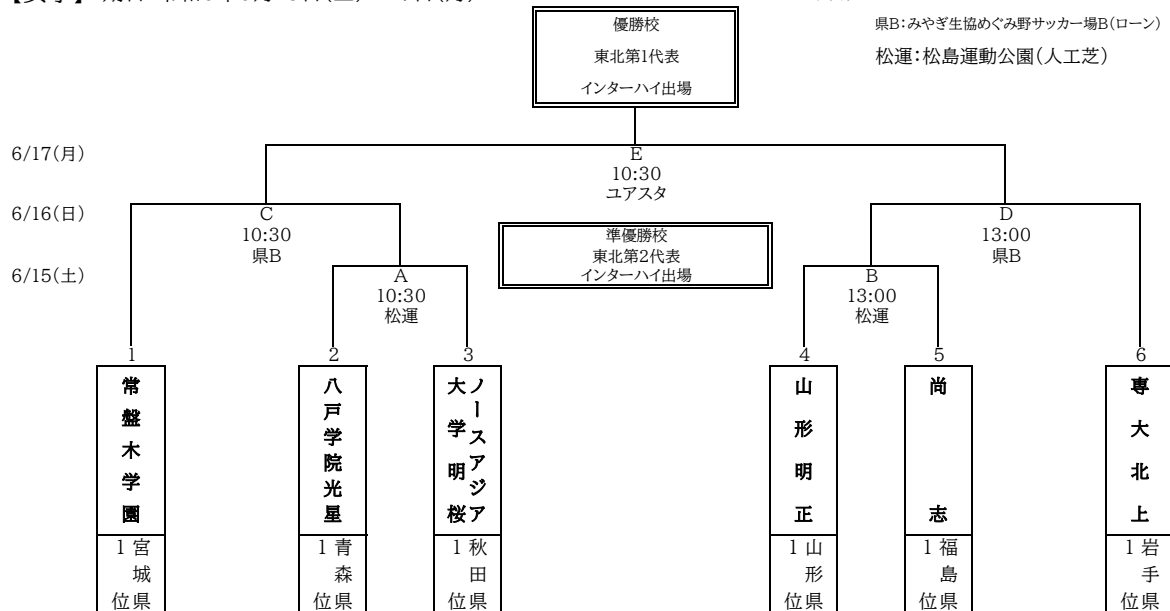 優勝校
東北第1代表
インターハイ出場
県B:みやぎ生協めぐみ野サッカー場B(ローン)
松運:松島運動公園(人工芝)
6/17(月)
E
10:30
ユアスタ
6/16(日)
C
10:30
県B
D
13:00
県B
準優勝校
東北第2代表
インターハイ出場
6/15(土)
A
10:30
松運
B
13:00
松運
1
常盤木学園
宮城県
1位
2
八戸学院光星
青森県
1位
3
ノースアジア
大学明桜
秋田県
1位
4
山形明正
山形県
1位
5
尚志
福島県
1位
6
専大北上
岩手県
1位